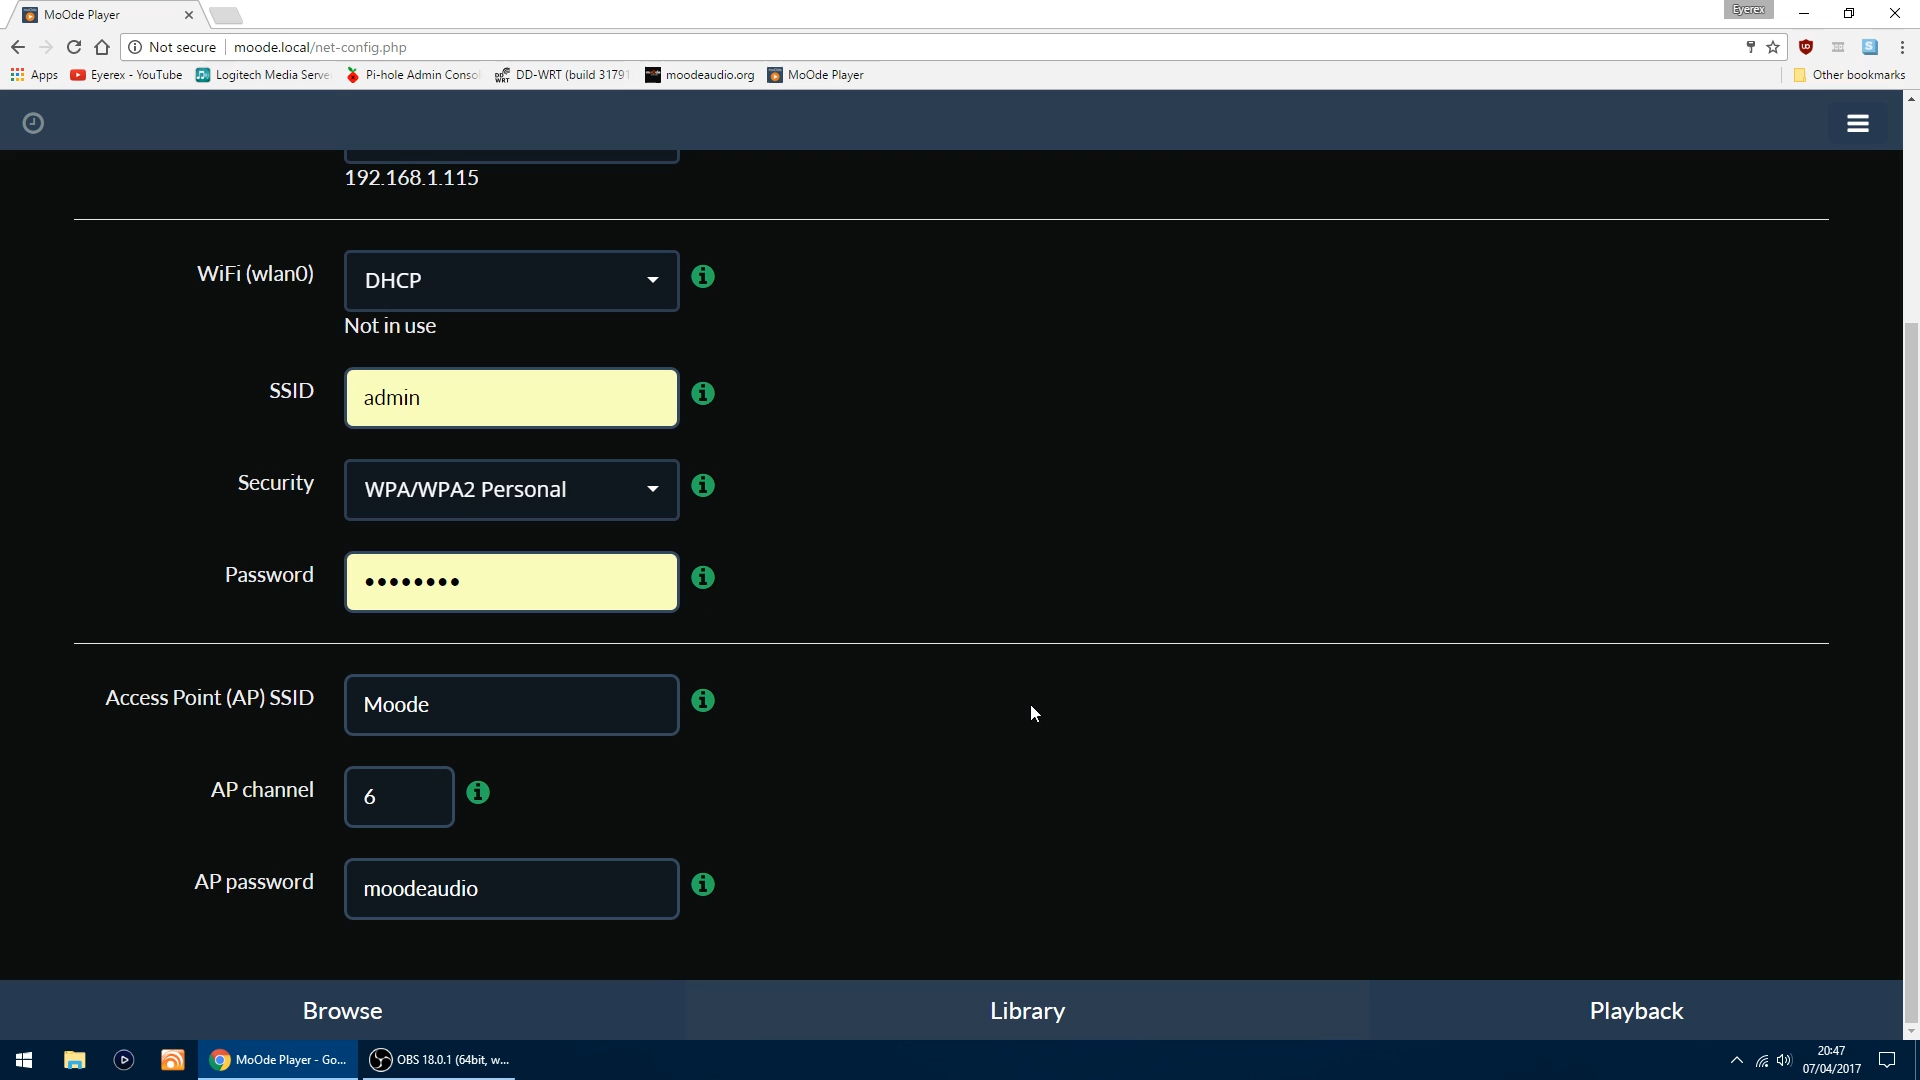 MoOde Player
Eyerex
Not secure
moode.local/net-config.php
Apps
Eyerex - YouTube
Logitech Media Serve
Pi-hole Admin Conso
DD-WRT (build 31791
moodeaudio.org
MoOde Player
Other bookmarks
192.168.1.115
WiFi (wlan0)
DHCP
Not in use
SSID
admin
Security
WPA/WPA2 Personal
Password
••••••••
Access Point (AP) SSID
Moode
AP channel
6
AP password
moodeaudio
Browse
Library
Playback
MoOde Player - Go...
OBS 18.0.1 (64bit, w...
20:47
07/04/2017